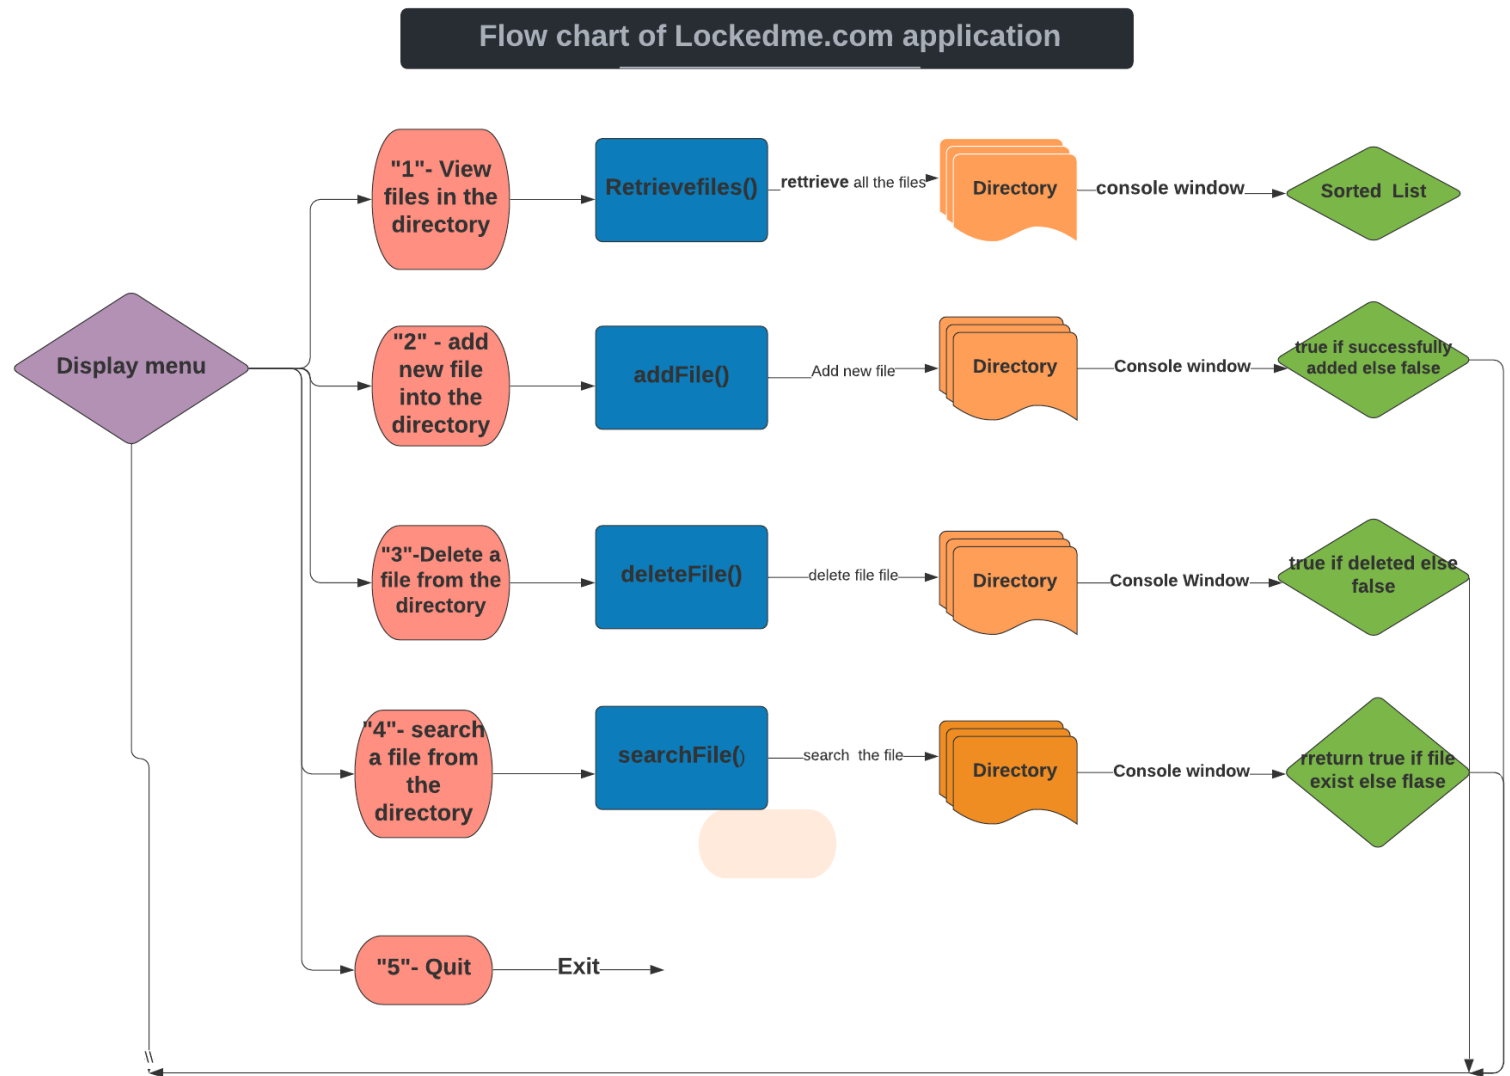 Flow chart of Lockedme.com application
"1"- View
files in the
directory
Retrievefiles()
rettrieve all the files
Directory
console window
Sorted  List
Display menu
"2" - add
new file
into the
directory
addFile()
Add new file
Directory
Console window
true if successfully
added else false
"3"-Delete a
file from the
directory
deleteFile()
delete file file
Directory
Console Window
true if deleted else
false
"4"- search
a file from
the
directory
searchFile()
search  the file
Directory
Console window
rreturn true if file
exist else flase
"5"- Quit
Exit